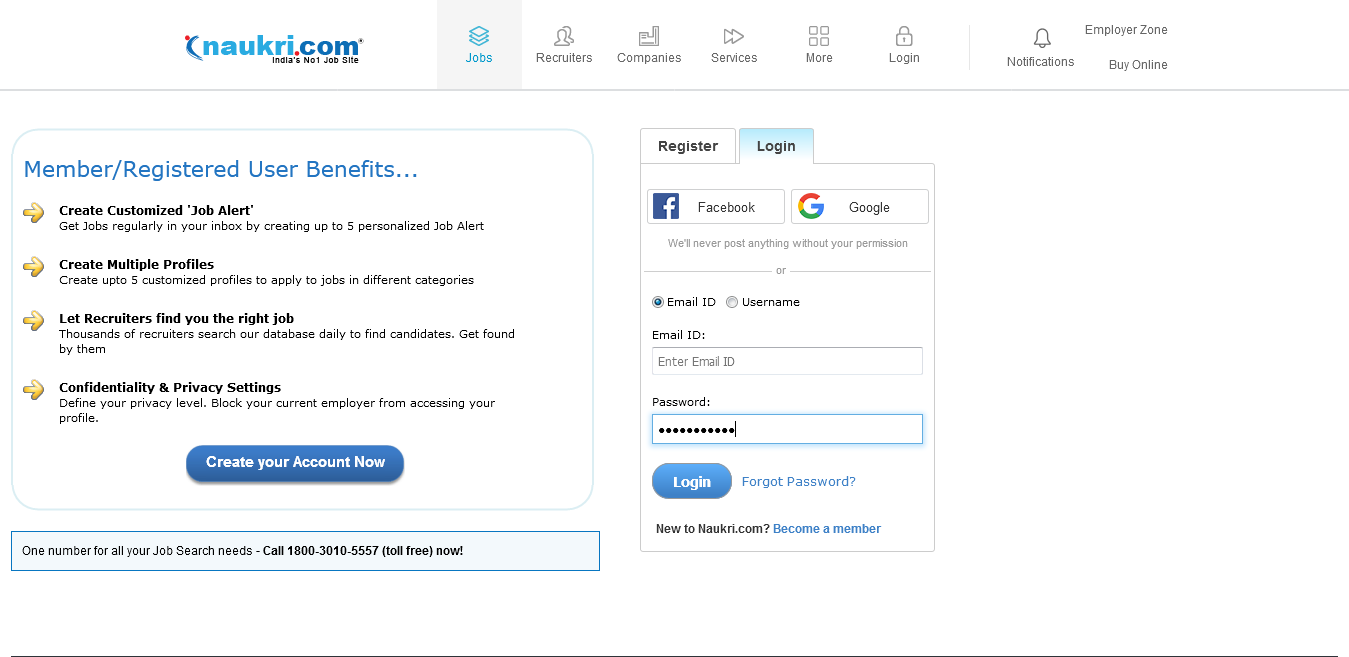 naukri.com
India's No1 Job Site
Jobs
Recruiters
Companies
Services
More
Login
Notifications
Employer Zone
Buy Online
Member/Registered User Benefits...
Create Customized 'Job Alert'
Get Jobs regularly in your inbox by creating up to 5 personalized Job Alert
Create Multiple Profiles
Create upto 5 customized profiles to apply to jobs in different categories
Let Recruiters find you the right job
Thousands of recruiters search our database daily to find candidates. Get found
by them
Confidentiality & Privacy Settings
Define your privacy level. Block your current employer from accessing your
profile.
Create your Account Now
One number for all your Job Search needs - Call 1800-3010-5557 (toll free) now!
Register
Login
Facebook
Google
We'll never post anything without your permission
or
Email ID
Username
Email ID:
Enter Email ID
Password:
•••••••••••
Login
Forgot Password?
New to Naukri.com? Become a member